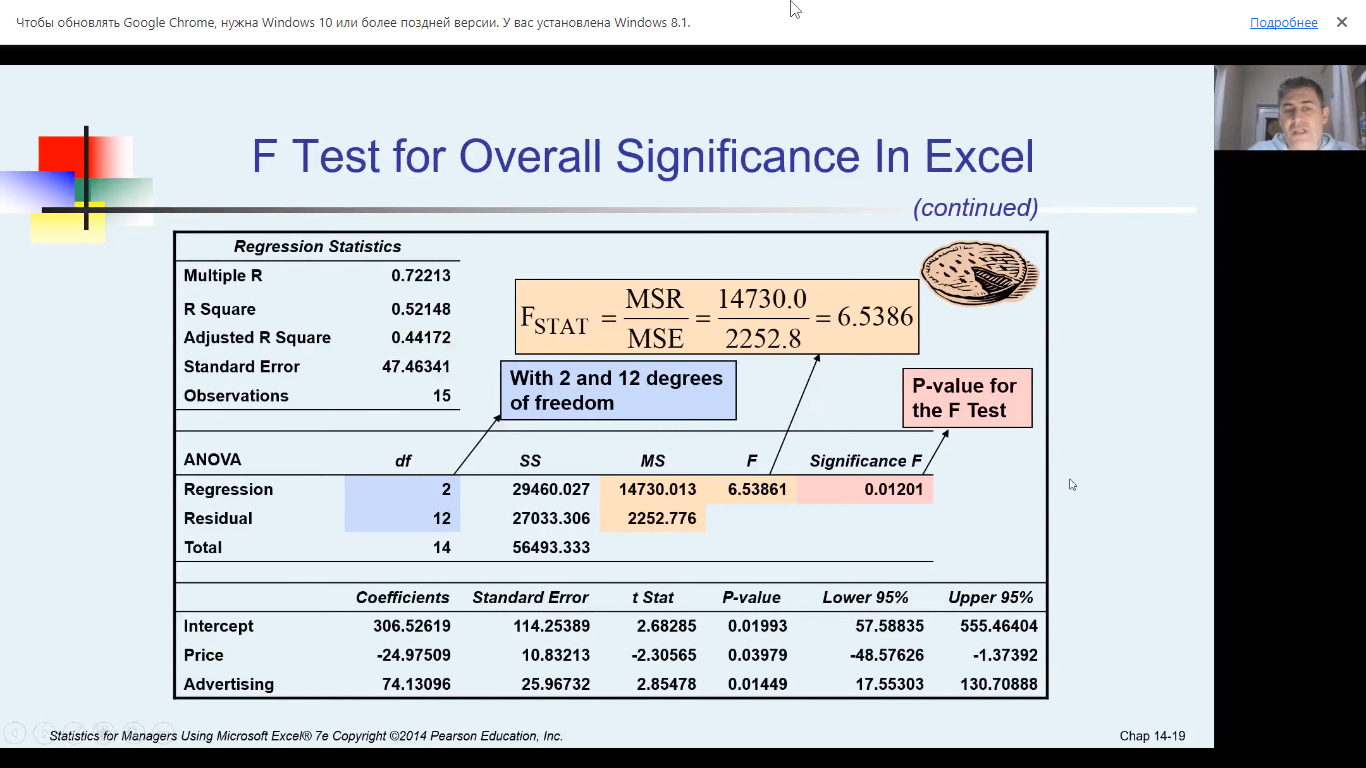 Чтобы обновлять Google Chrome, нужна Windows 10 или более поздней версии. У вас установлена Windows 8.1.
Подробнее
F Test for Overall Significance In Excel
(continued)
Regression Statistics
Multiple R 0.72213
R Square 0.52148
Adjusted R Square 0.44172
Standard Error 47.46341
Observations 15
F STAT = MSR / MSE = 14730.0 / 2252.8 = 6.5386
With 2 and 12 degrees
of freedom
P-value for
the F Test
ANOVA df SS MS F Significance F
Regression 2 29460.027 14730.013 6.53861 0.01201
Residual 12 27033.306 2252.776
Total 14 56493.333
Coefficients Standard Error t Stat P-value Lower 95% Upper 95%
Intercept 306.52619 114.25389 2.68285 0.01993 57.58835 555.46404
Price -24.97509 10.83213 -2.30565 0.03979 -48.57626 -1.37392
Advertising 74.13096 25.96732 2.85478 0.01449 17.55303 130.70888
Statistics for Managers Using Microsoft Excel® 7e Copyright ©2014 Pearson Education, Inc.
Chap 14-19